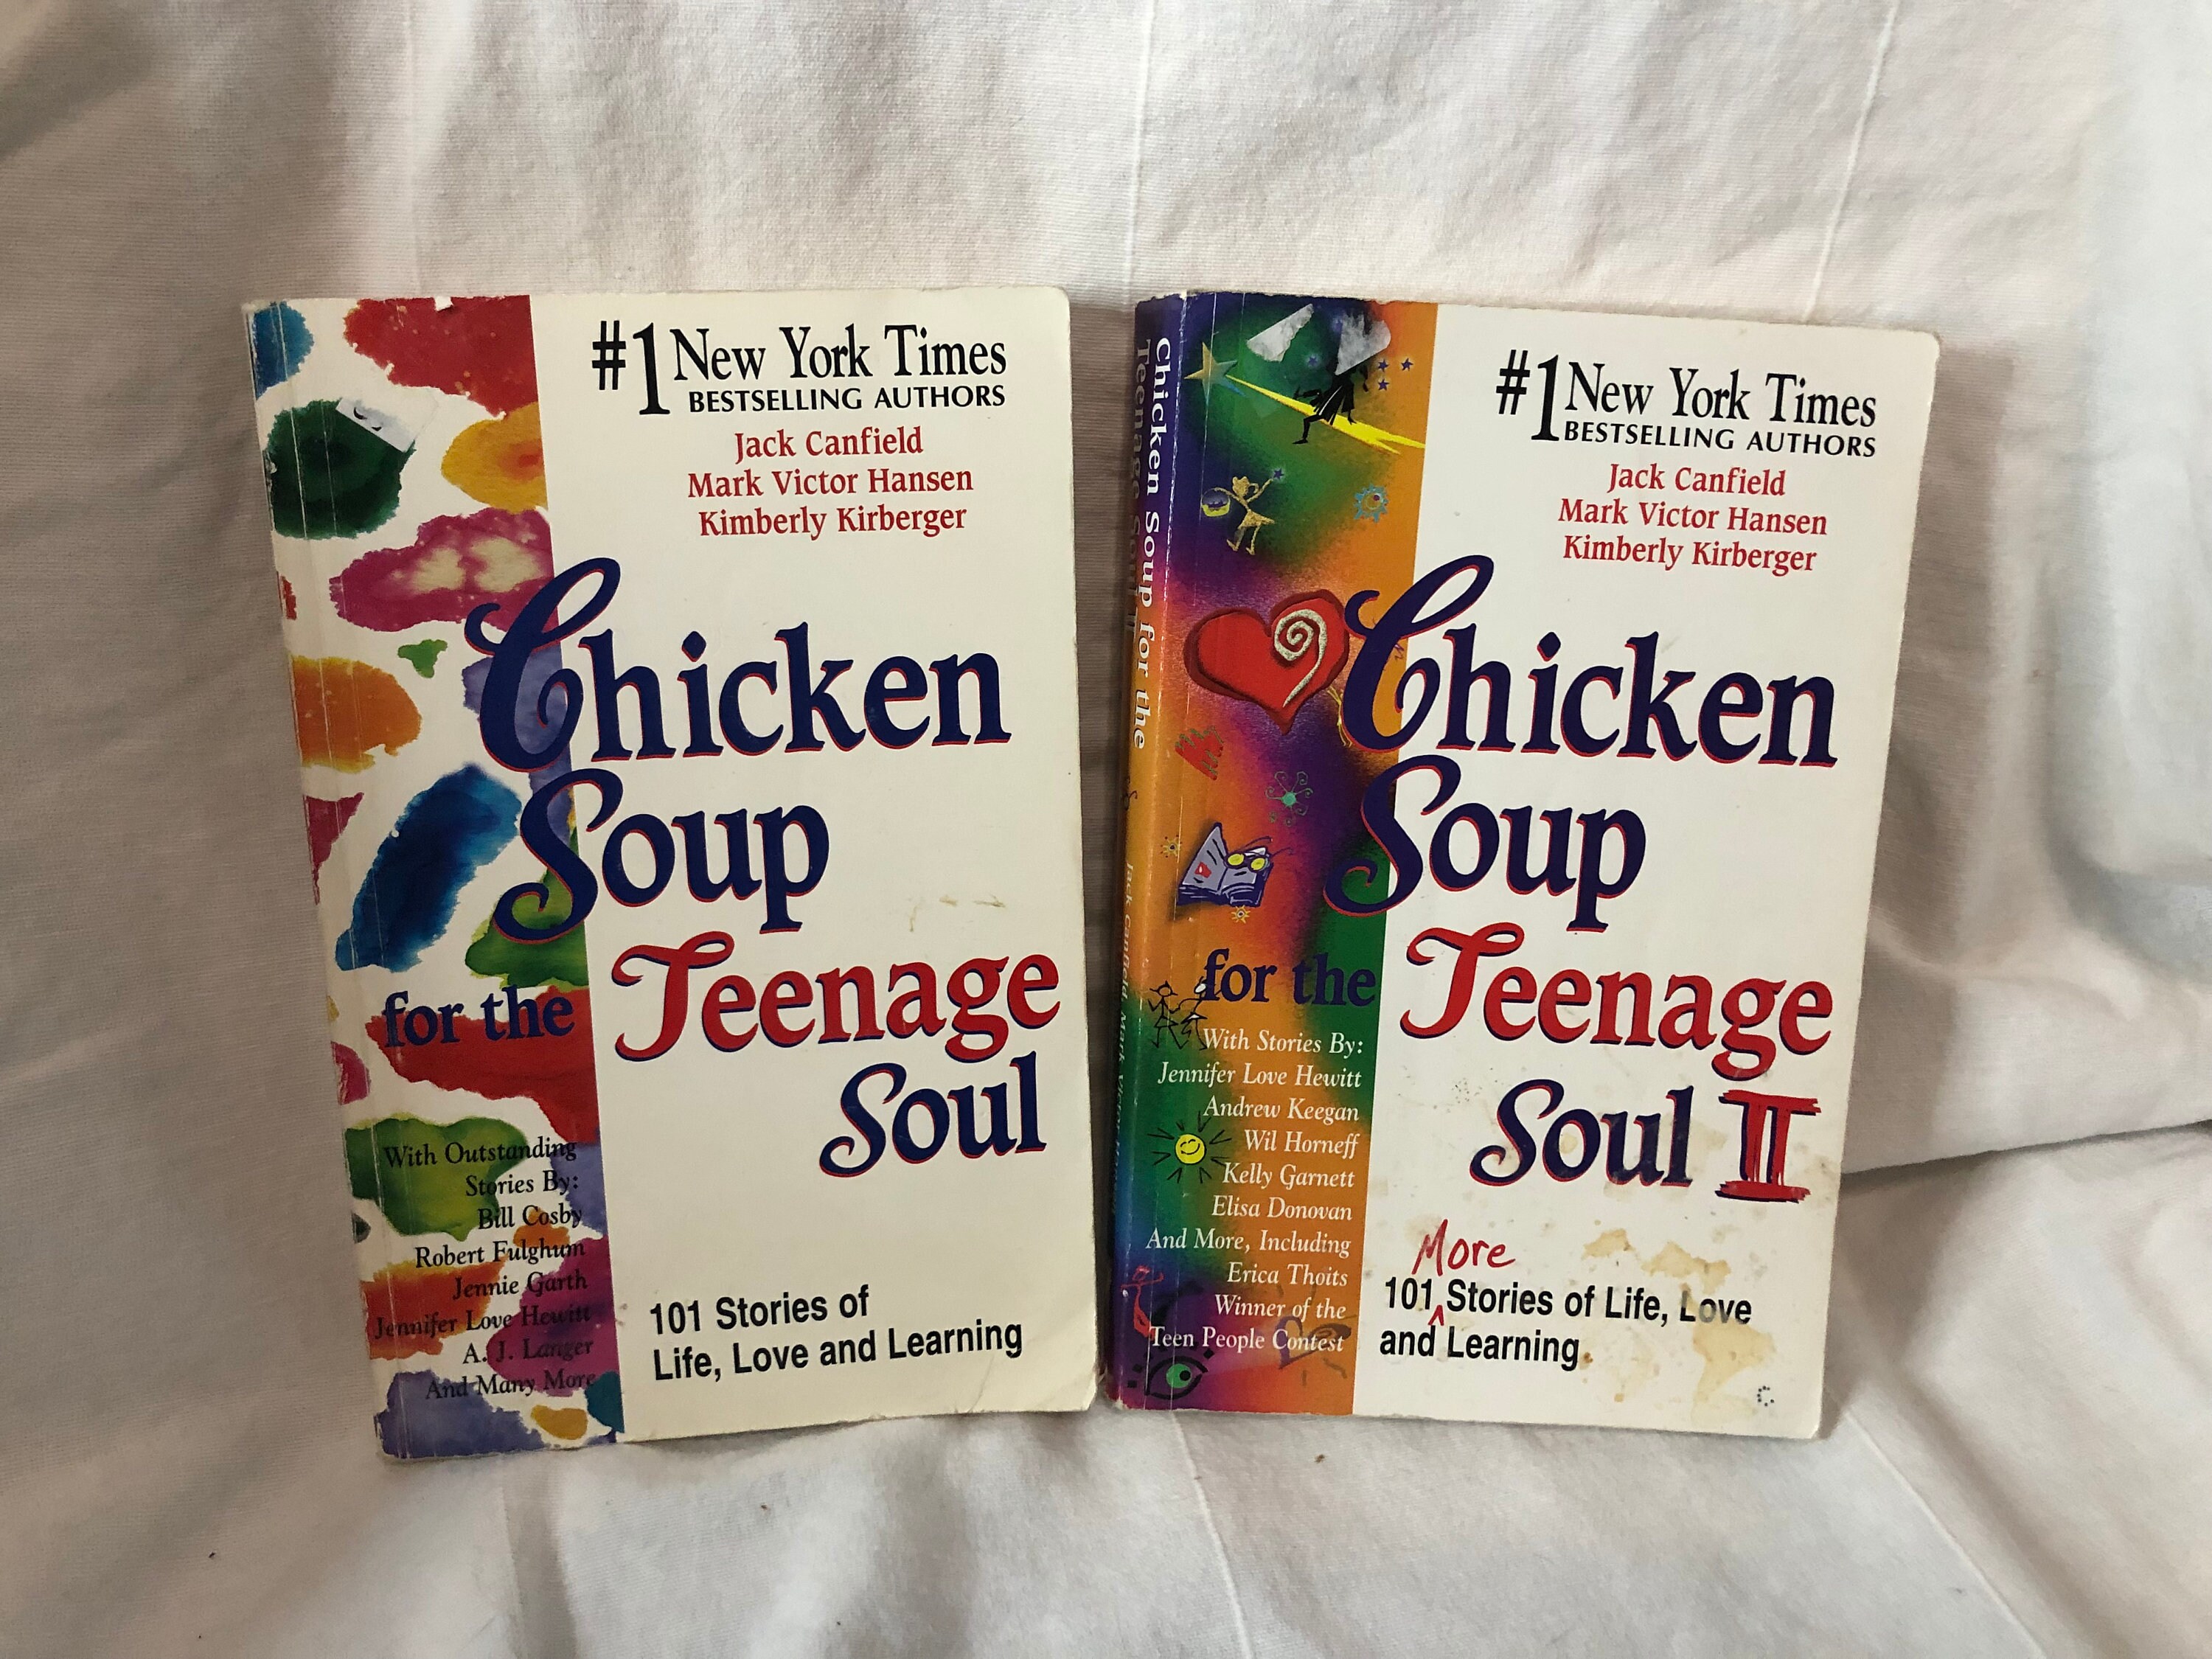 #1 New York Times
BESTSELLING AUTHORS
Jack Canfield
Mark Victor Hansen
Kimberly Kirberger
Chicken
Soup
for the Teenage
Soul
With Outstanding
Stories By:
Bill Cosby
Robert Fulghum
Jennie Garth
Jennifer Love Hewitt
A. J. Langer
And Many More
101 Stories of
Life, Love and Learning
Chicken Soup for the
Teenage Soul II
Jack Canfield, Mark Victor Hansen
#1 New York Times
BESTSELLING AUTHORS
Jack Canfield
Mark Victor Hansen
Kimberly Kirberger
Chicken
Soup
for the Teenage
Soul II
With Stories By:
Jennifer Love Hewitt
Andrew Keegan
Wil Horneff
Kelly Garnett
Elisa Donovan
And More, Including
Erica Thoits
Winner of the
Teen People Contest
More
101 Stories of Life, Love
and Learning